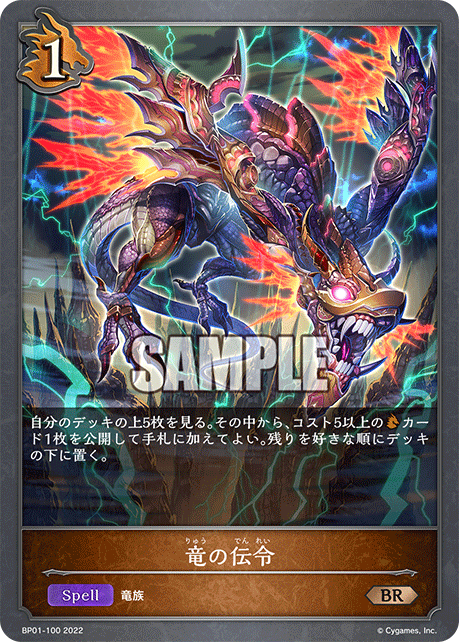 1
SAMPLE
自分のデッキの上5枚を見る。その中から、コスト5以上のカー
ド1枚を公開して手札に加えてよい。残りを好きな順にデッキ
の下に置く。
りゅう でんれい
竜の伝令
Spell 竜族 BR
BP01-100 2022 © Cygames, Inc.